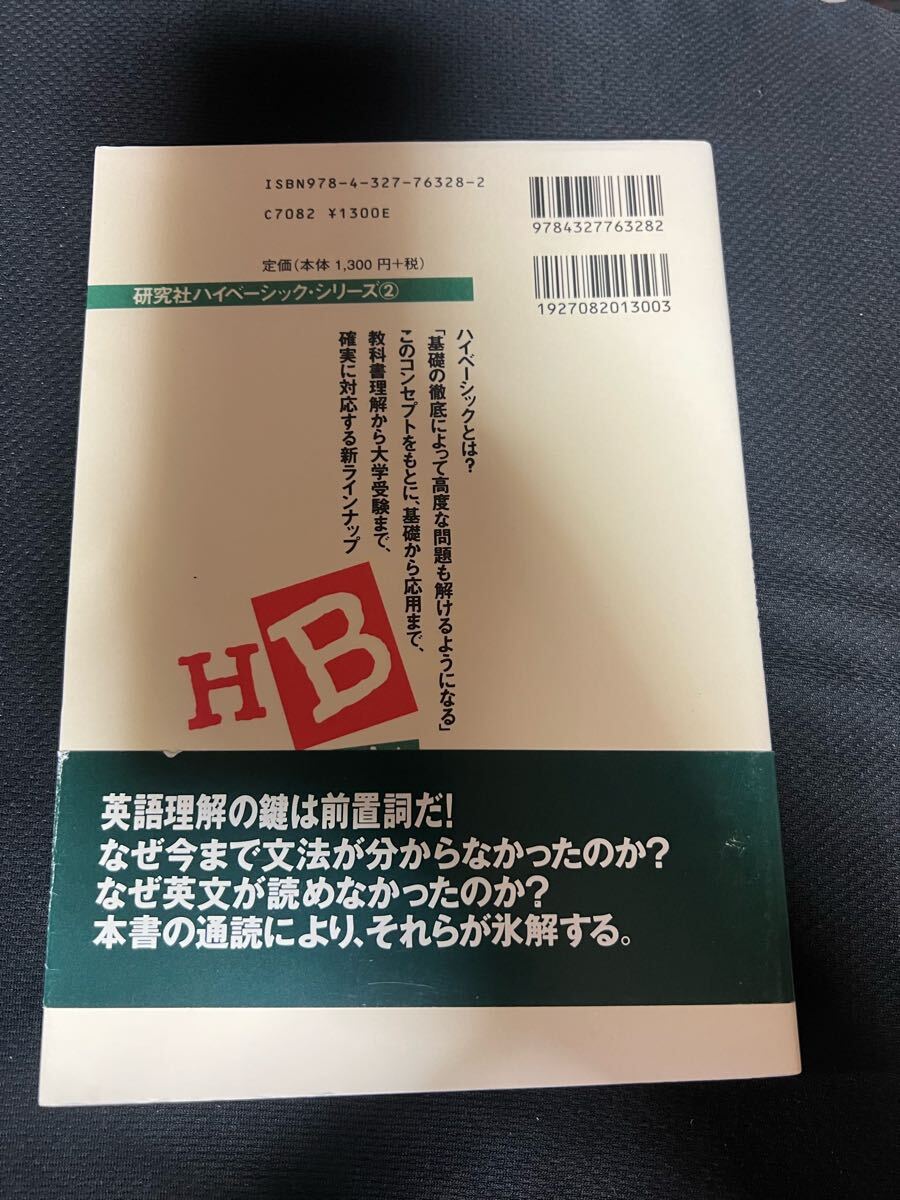 ISBN978-4-327-76328-2
C7082 ¥1300E
9784327763282
定価(本体 1,300 円+税)
1927082013003
研究社ハイベーシック・シリーズ②
ハイベーシックとは?
「基礎の徹底によって高度な問題も解けるようになる」
このコンセプトをもとに、基礎から応用まで、
教科書理解から大学受験まで、
確実に対応する新ラインナップ
HB
英語理解の鍵は前置詞だ!
なぜ今まで文法が分からなかったのか?
なぜ英文が読めなかったのか?
本書の通読により、それらが氷解する。